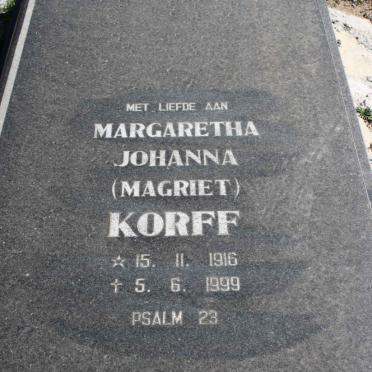 MET LIEFDE AAN
MARGARETHA
JOHANNA
(MAGRIET)
KORFF
☆ 15. 11. 1916
✝ 5. 6. 1999
PSALM 23